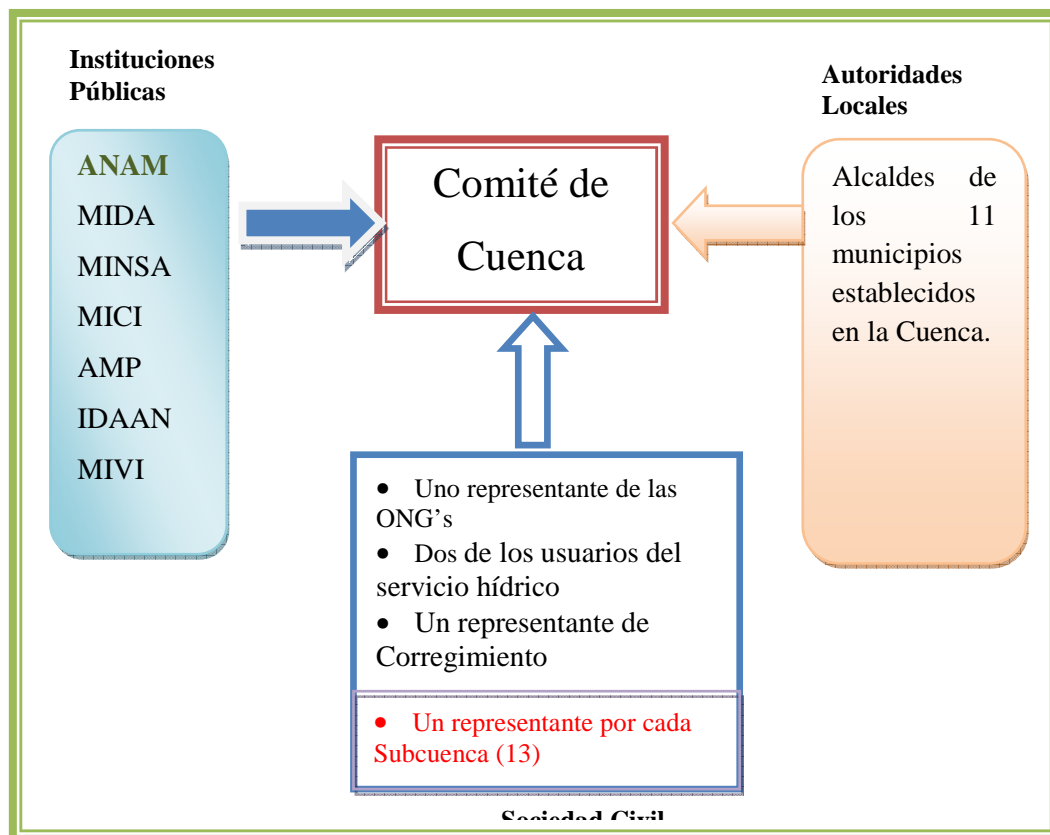 Instituciones
Públicas
ANAM
MIDA
MINSA
MICI
AMP
IDAAN
MIVI
Comité de
Cuenca
Autoridades
Locales
Alcaldes de
los 11
municipios
establecidos
en la Cuenca.
• Uno representante de las
ONG’s
• Dos de los usuarios del
servicio hídrico
• Un representante de
Corregimiento
• Un representante por cada
Subcuenca (13)
Sociedad Civil